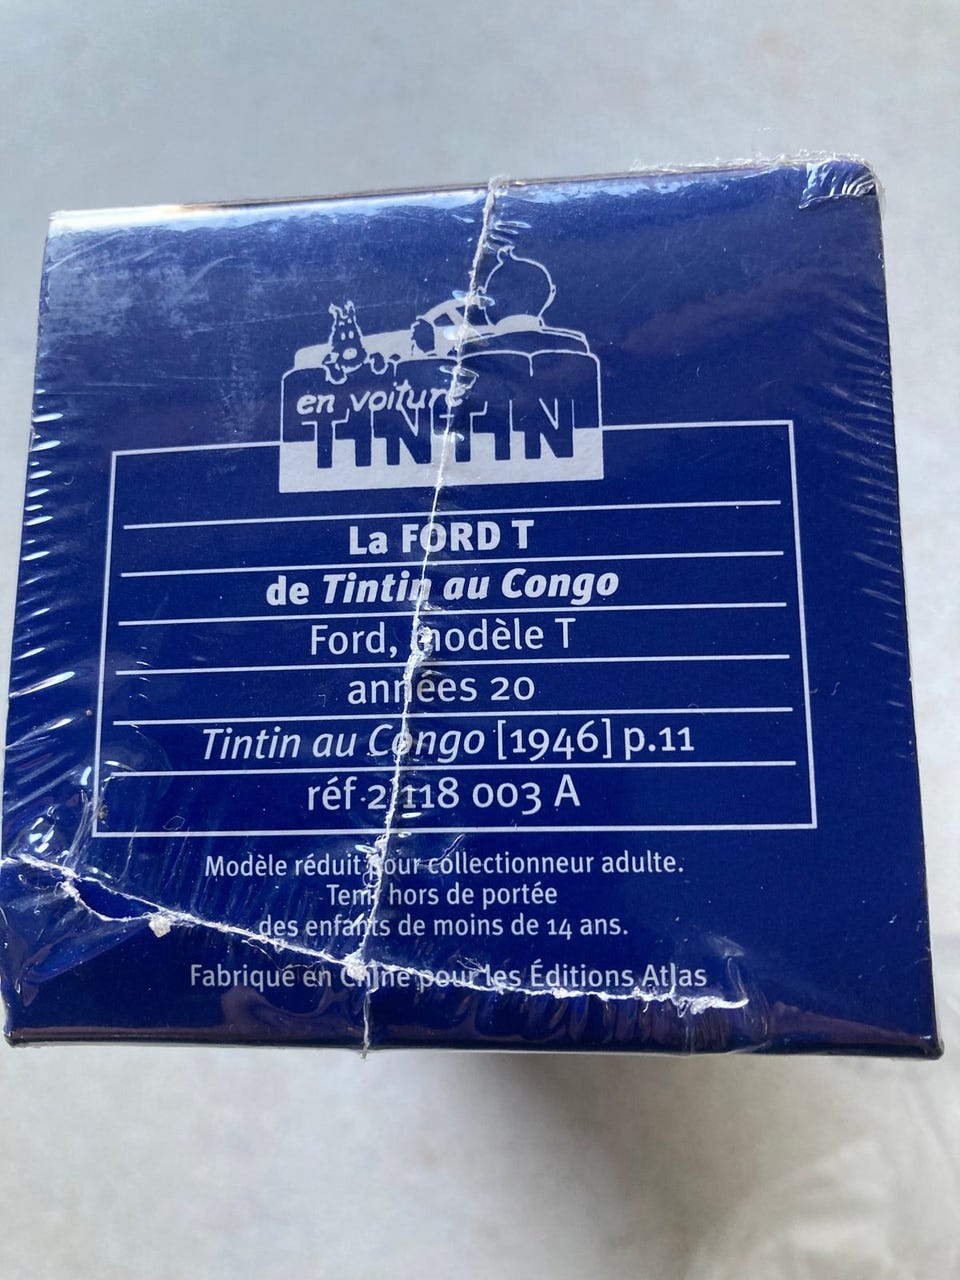 en voiture
TINTIN
La FORD T
de Tintin au Congo
Ford, modèle T
années 20
Tintin au Congo [1946] p.11
réf. 2 118 003 A
Modèle réduit pour collectionneur adulte.
Tenir hors de portée
des enfants de moins de 14 ans.
Fabriqué en Chine pour les Éditions Atlas